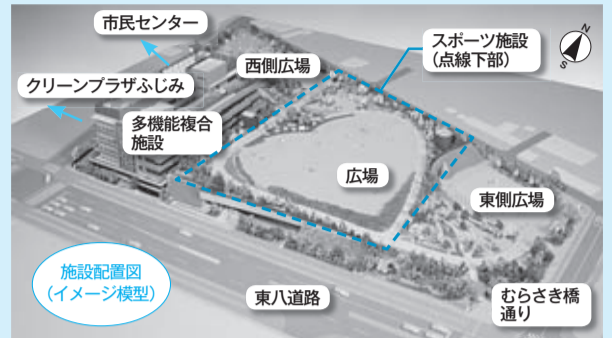 市民センター
スポーツ施設
（点線下部）
N
S
西側広場
クリーンプラザふじみ
多機能複合
施設
広場
東側広場
施設配置図
（イメージ模型）
東八道路
むらさき橋
通り